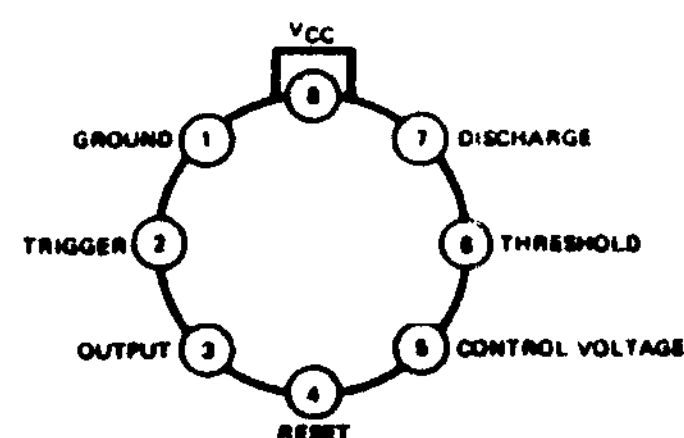 VCC
8
GROUND 1
7 DISCHARGE
TRIGGER 2
6 THRESHOLD
OUTPUT 3
5 CONTROL VOLTAGE
4
RESET